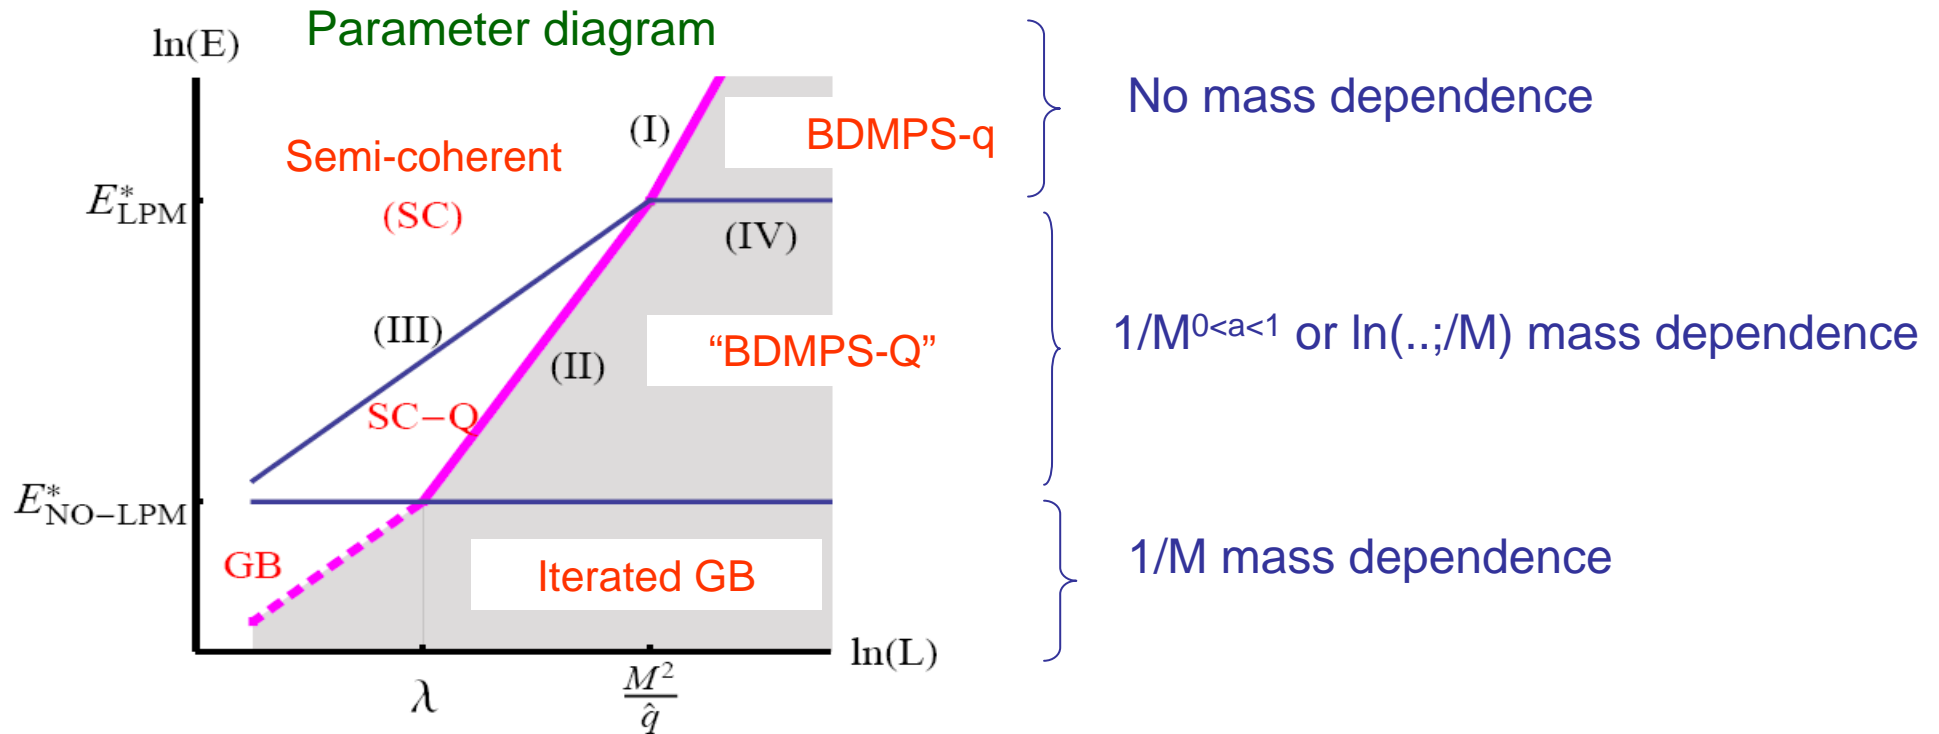 Parameter diagram
ln(E)
No mass dependence
(I)
BDMPS-q
Semi-coherent
(SC)
E*LPM
(IV)
(III)
(II)
“BDMPS-Q”
1/M0<a<1 or ln(..;/M) mass dependence
SC−Q
E*NO−LPM
GB
Iterated GB
1/M mass dependence
ln(L)
λ
M2/q̂